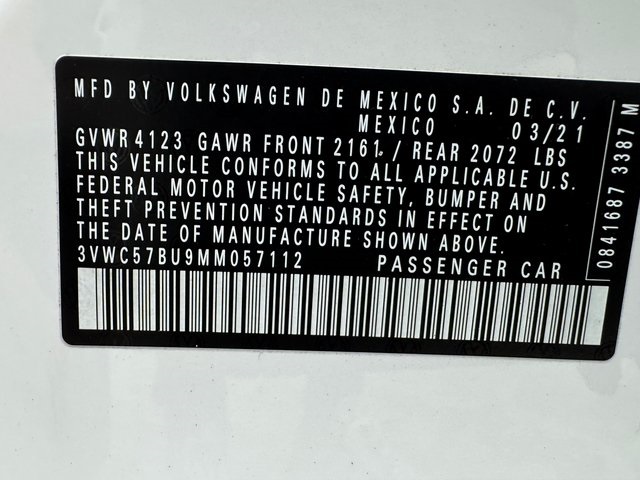 MFD BY VOLKSWAGEN DE MEXICO S.A. DE C.V.
MEXICO 03/21
GVWR 4123 GAWR FRONT 2161 / REAR 2072 LBS
THIS VEHICLE CONFORMS TO ALL APPLICABLE U.S.
FEDERAL MOTOR VEHICLE SAFETY, BUMPER AND
THEFT PREVENTION STANDARDS IN EFFECT ON
THE DATE OF MANUFACTURE SHOWN ABOVE.
3VWC57BU9MM057112 PASSENGER CAR
0841687 3387 M